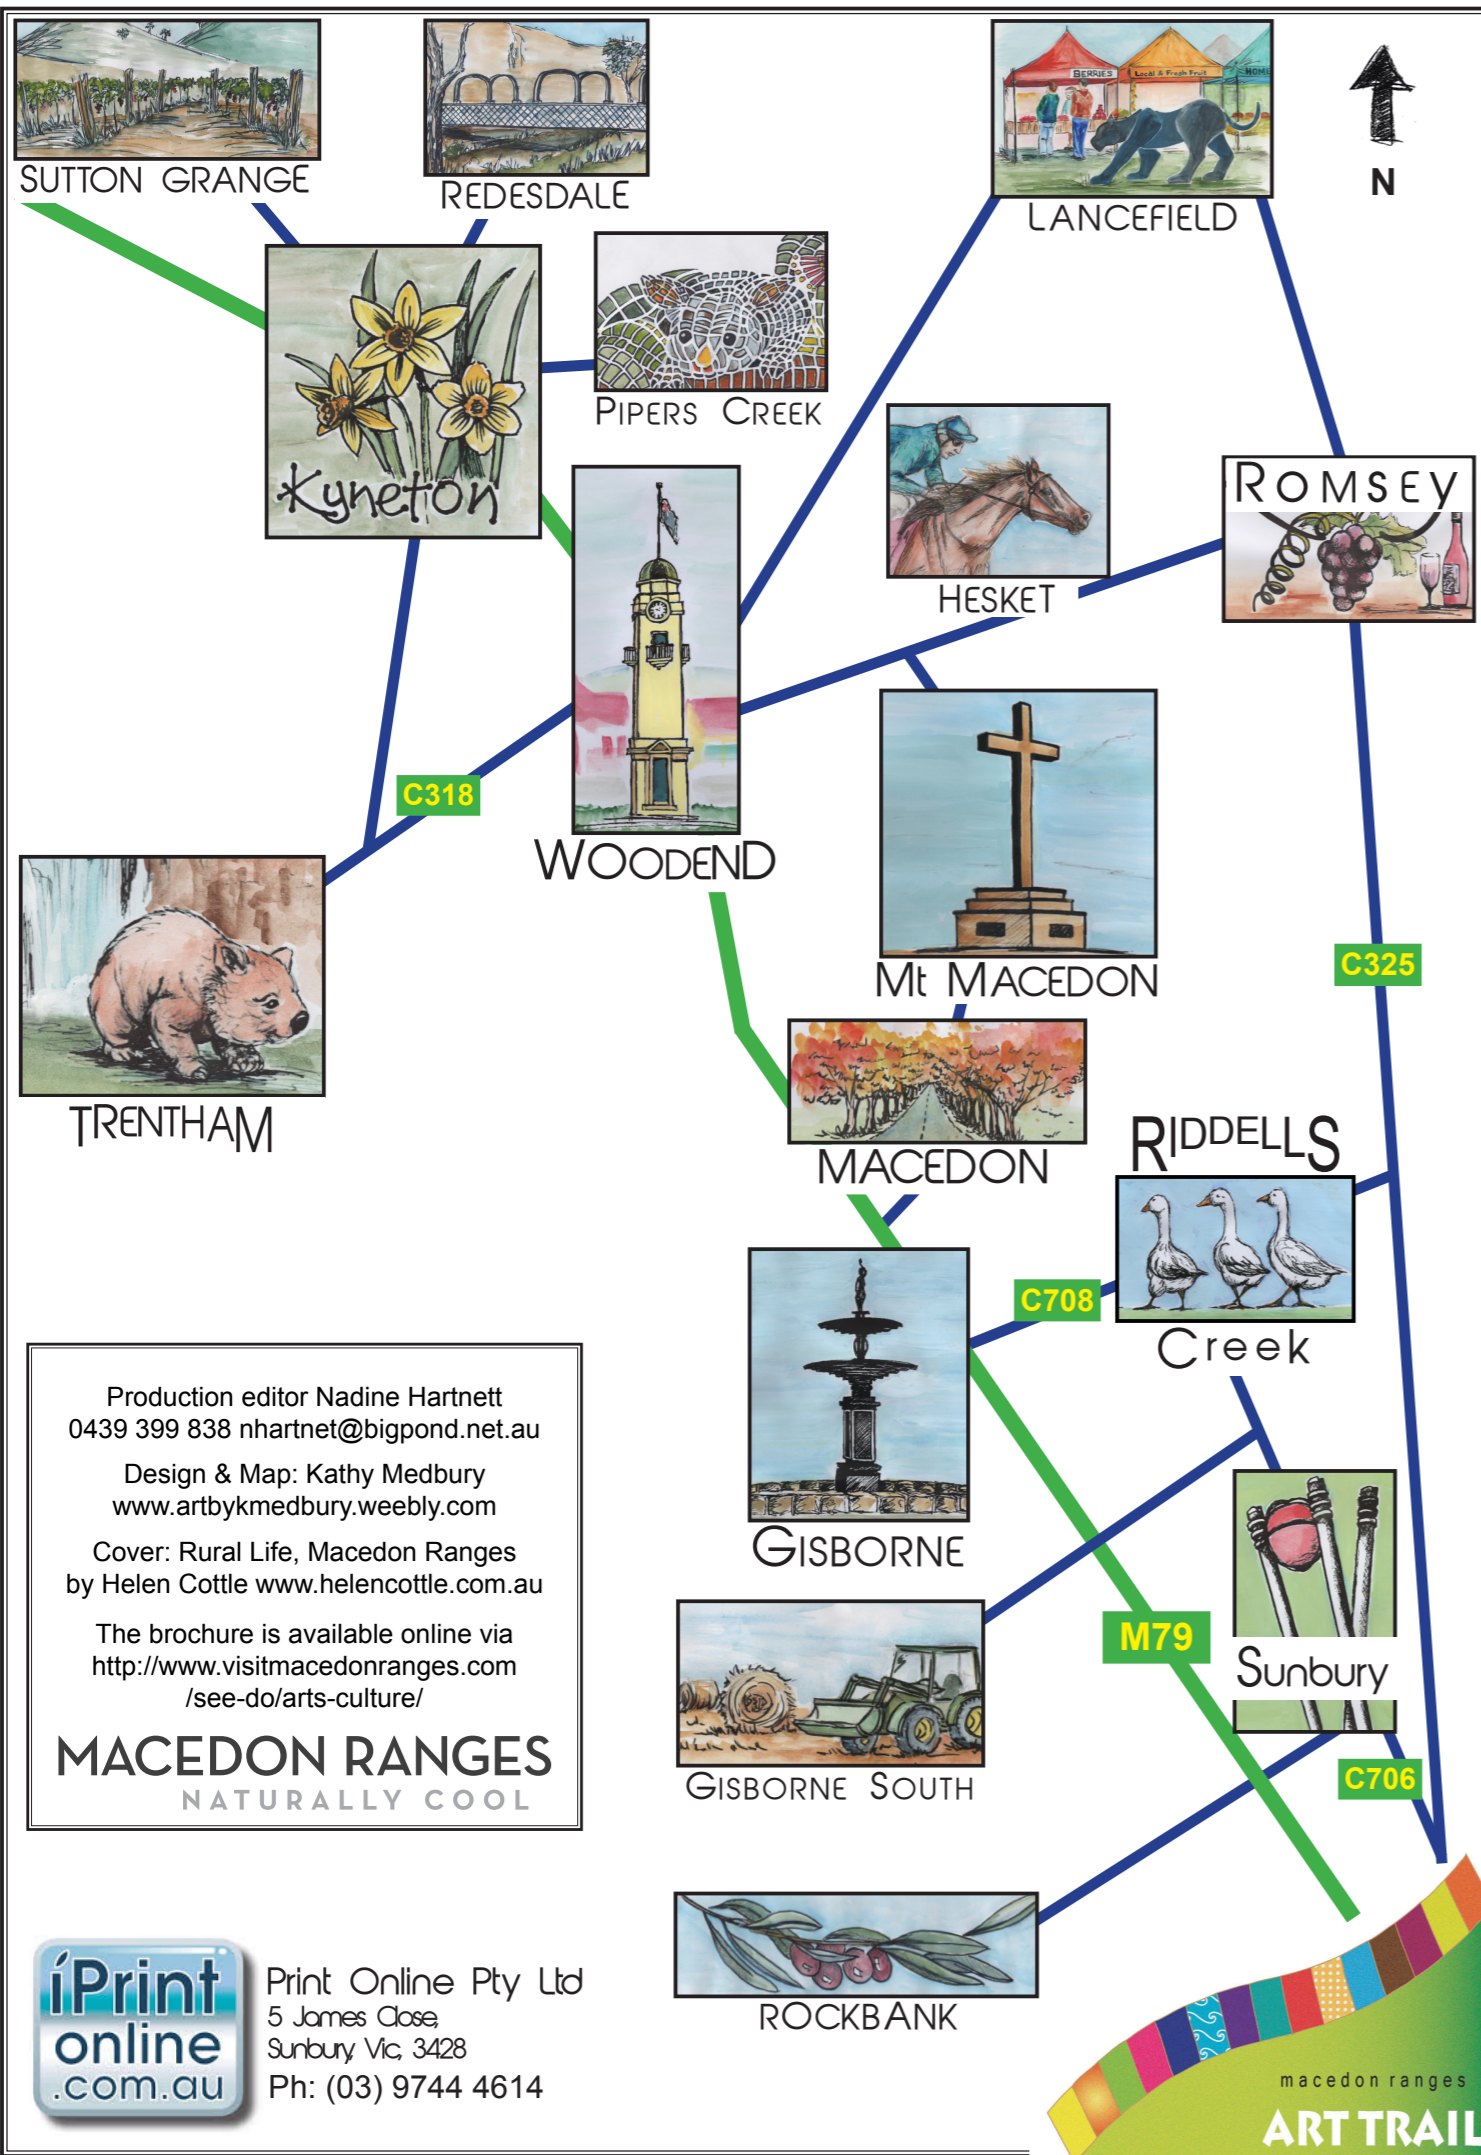 SUTTON GRANGE
REDESDALE
BERRIES
Local & Fresh Fruit
HOME
LANCEFIELD
N
PIPERS CREEK
Kyneton
HESKET
ROMSEY
C318
WOODEND
Mt MACEDON
C325
TRENTHAM
MACEDON
RIDDELLS
Creek
C708
GISBORNE
M79
Sunbury
GISBORNE SOUTH
C706
ROCKBANK
Production editor Nadine Hartnett
0439 399 838 nhartnet@bigpond.net.au
Design & Map: Kathy Medbury
www.artbykmedbury.weebly.com
Cover: Rural Life, Macedon Ranges
by Helen Cottle www.helencottle.com.au
The brochure is available online via
http://www.visitmacedonranges.com
/see-do/arts-culture/
MACEDON RANGES
NATURALLY COOL
iPrint
online
.com.au
Print Online Pty Ltd
5 James Close,
Sunbury, Vic, 3428
Ph: (03) 9744 4614
macedon ranges
ART TRAIL